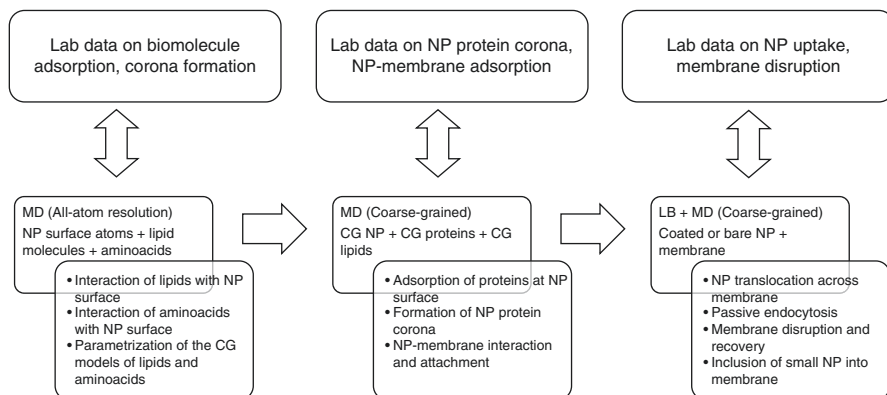 Lab data on biomolecule
adsorption, corona formation
Lab data on NP protein corona,
NP-membrane adsorption
Lab data on NP uptake,
membrane disruption
MD (All-atom resolution)
NP surface atoms + lipid
molecules + aminoacids
• Interaction of lipids with NP
surface
• Interaction of aminoacids
with NP surface
• Parametrization of the CG
models of lipids and
aminoacids
MD (Coarse-grained)
CG NP + CG proteins + CG
lipids
• Adsorption of proteins at NP
surface
• Formation of NP protein
corona
• NP-membrane interaction
and attachment
LB + MD (Coarse-grained)
Coated or bare NP +
membrane
• NP translocation across
membrane
• Passive endocytosis
• Membrane disruption and
recovery
• Inclusion of small NP into
membrane